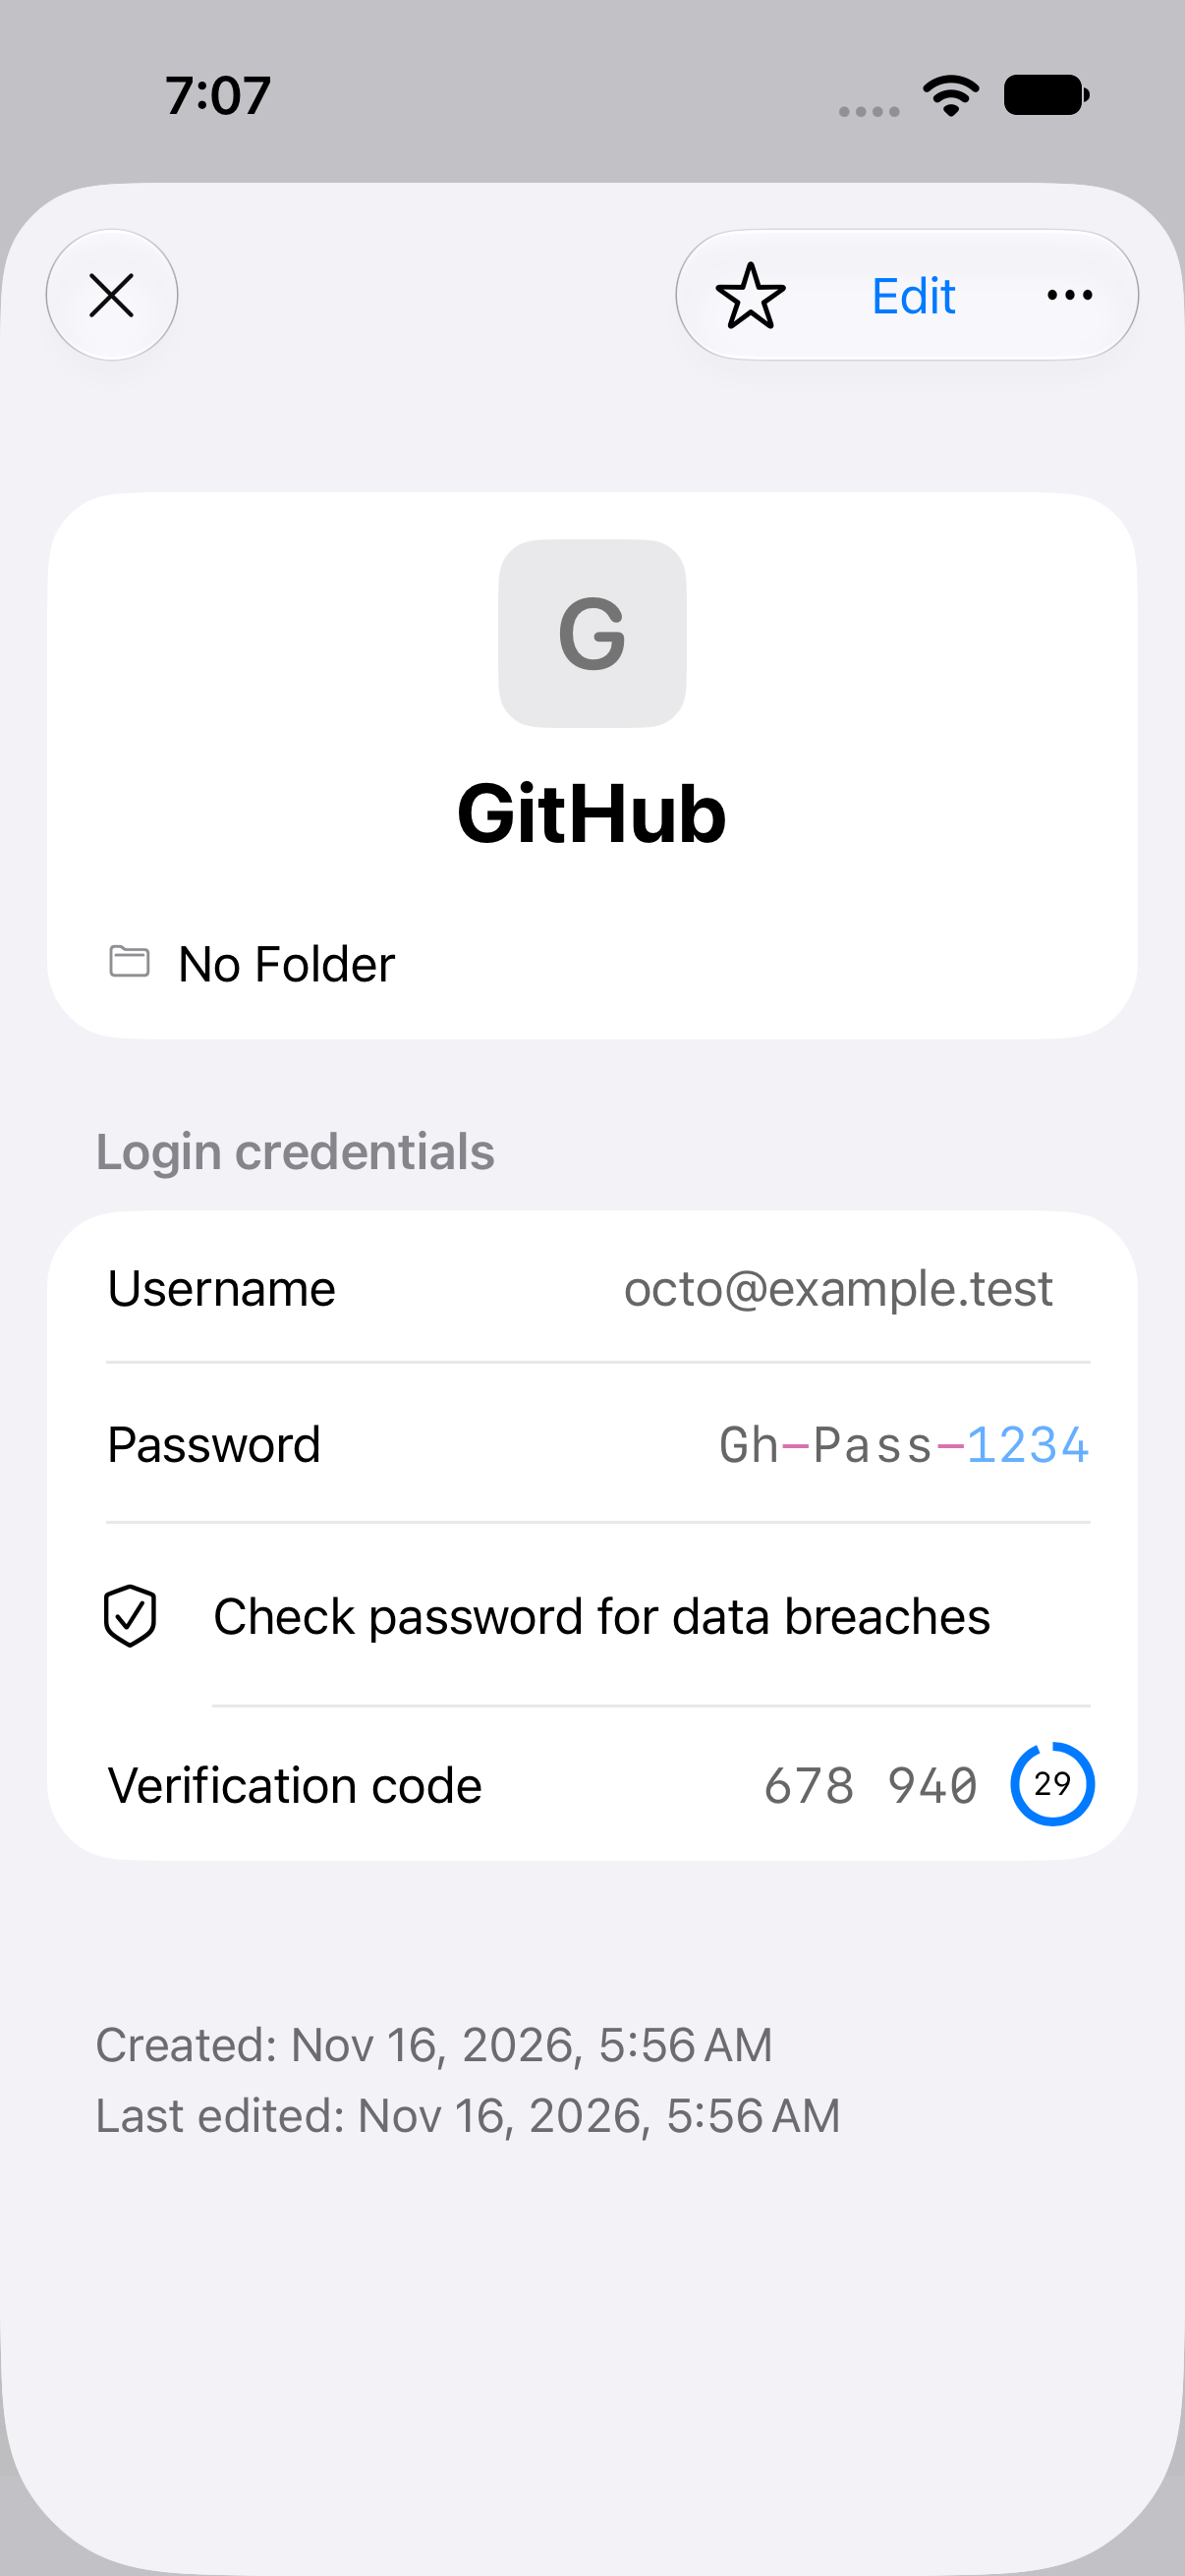 7:07
Edit
G
GitHub
No Folder
Login credentials
Username octo@example.test
Password Gh-Pass-1234
Check password for data breaches
Verification code 678 940 29
Created: Nov 16, 2026, 5:56 AM
Last edited: Nov 16, 2026, 5:56 AM